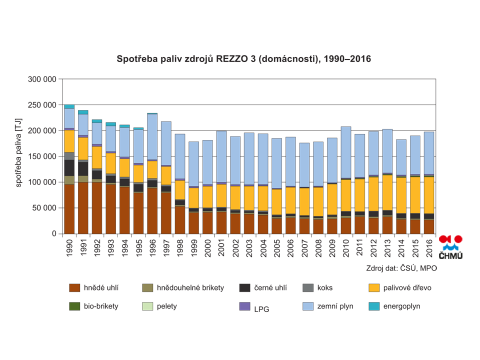 Spotřeba paliv zdrojů REZZO 3 (domácnosti), 1990–2016
spotřeba paliva [TJ]
300 000
250 000
200 000
150 000
100 000
50 000
0
1990 1991 1992 1993 1994 1995 1996 1997 1998 1999 2000 2001 2002 2003 2004 2005 2006 2007 2008 2009 2010 2011 2012 2013 2014 2015 2016
ČHMÚ
Zdroj dat: ČSÚ, MPO
hnědé uhlí hnědouhelné brikety černé uhlí koks palivové dřevo
bio-brikety pelety LPG zemní plyn energoplyn